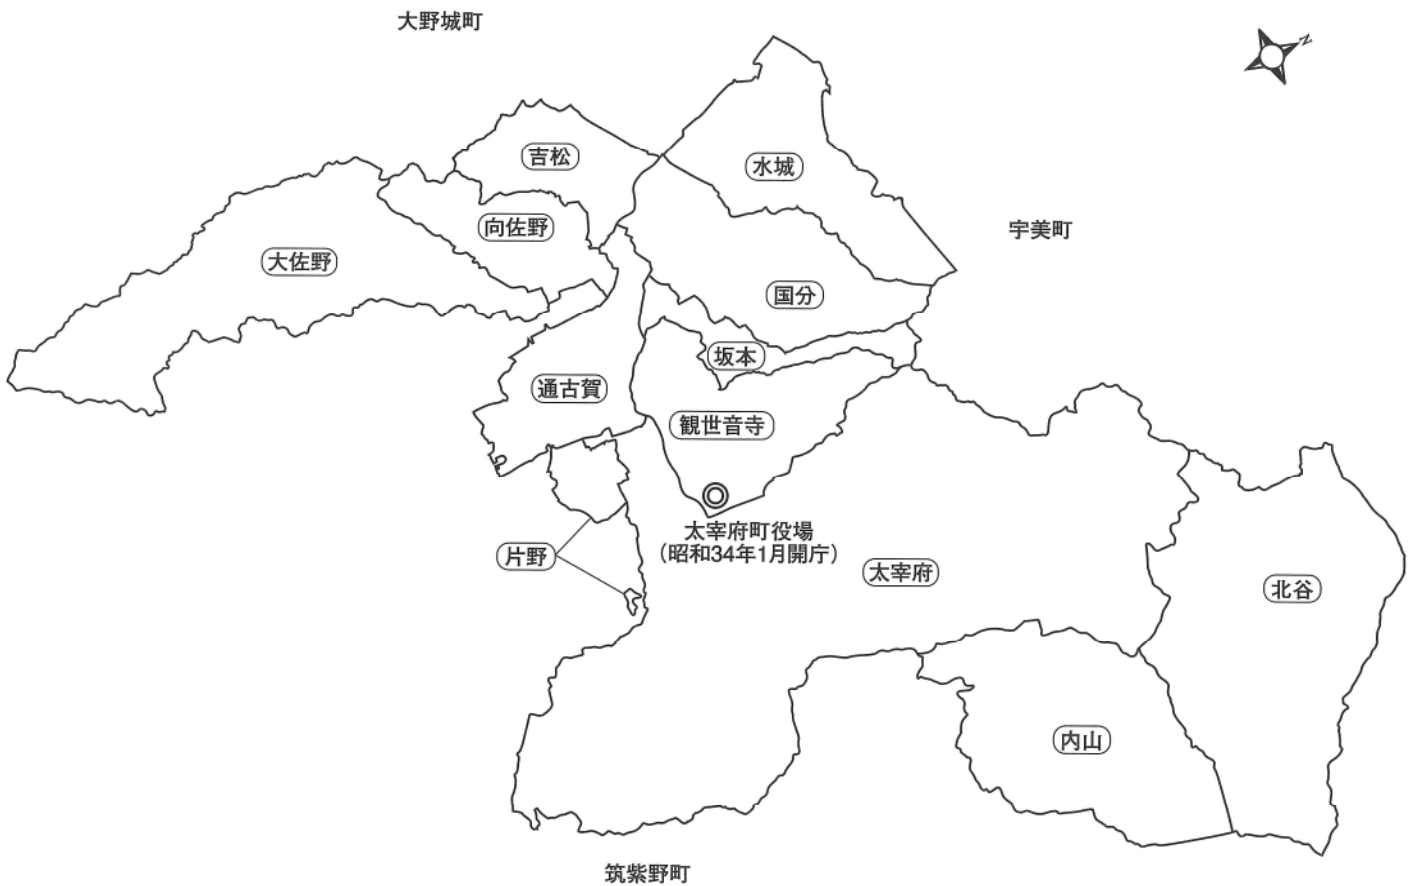 大野城町
N
吉松
水城
向佐野
宇美町
大佐野
国分
坂本
通古賀
観世音寺
太宰府町役場
(昭和34年1月開庁)
片野
太宰府
北谷
内山
筑紫野町